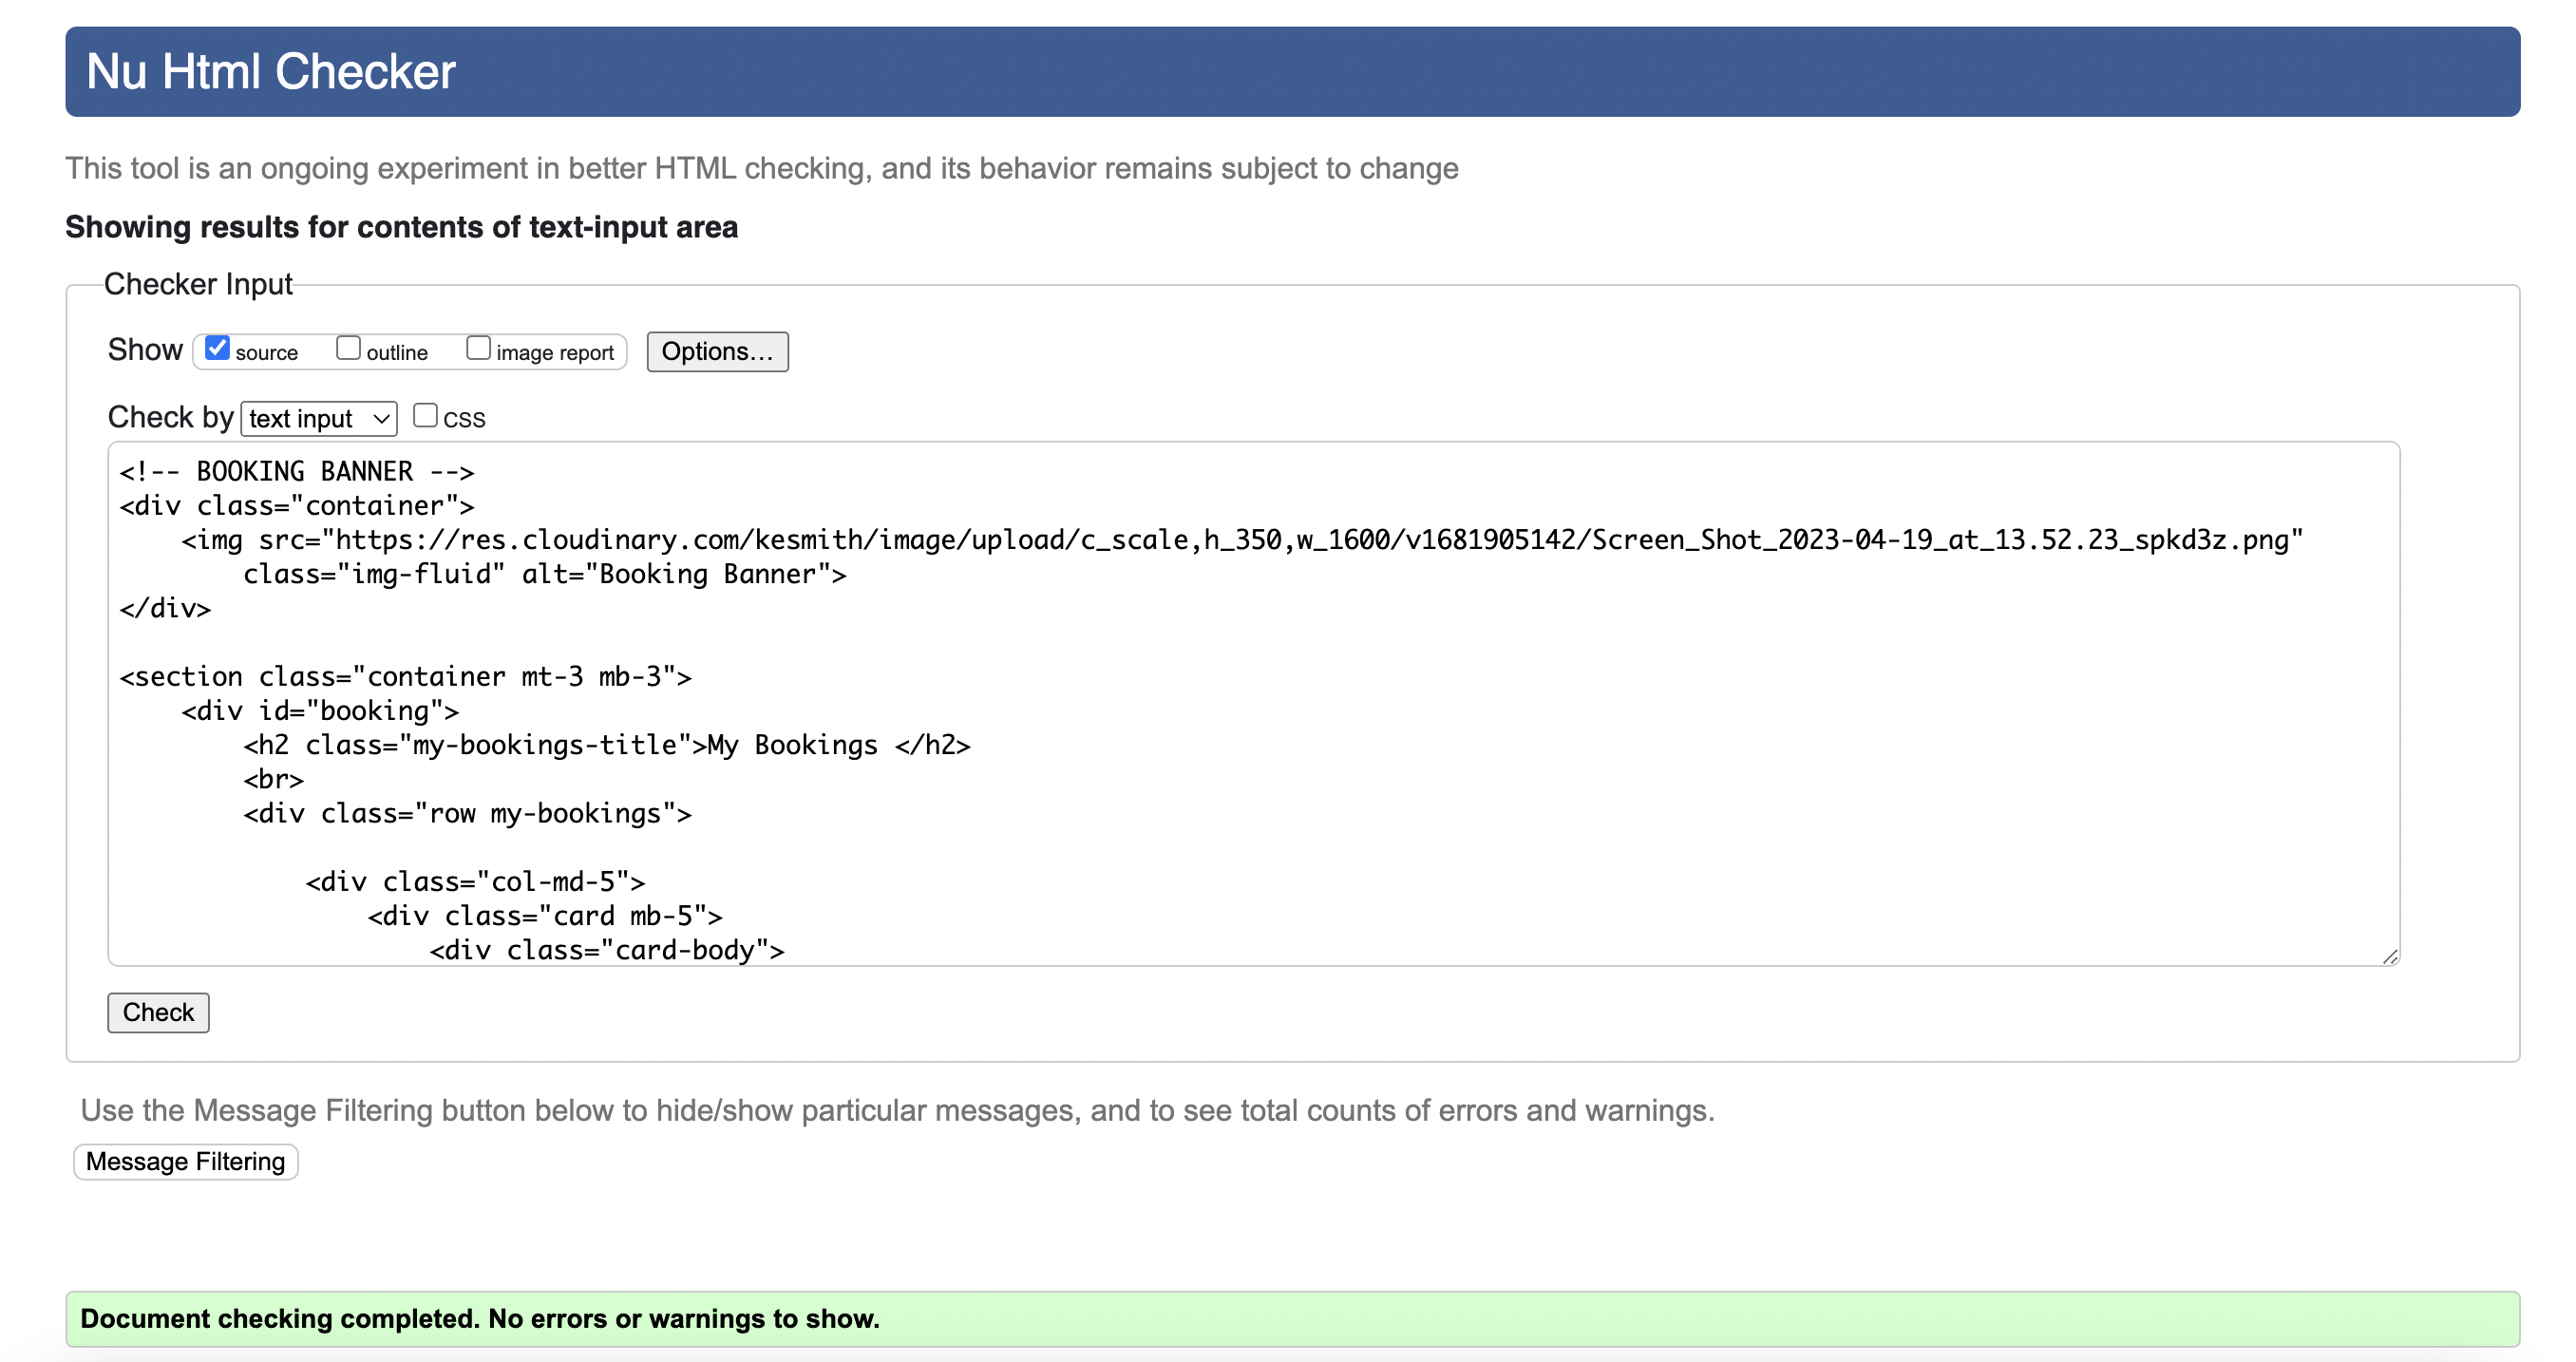 Nu Html Checker
This tool is an ongoing experiment in better HTML checking, and its behavior remains subject to change
Showing results for contents of text-input area
Checker Input
Show source outline image report Options...
Check by text input CSS
<!-- BOOKING BANNER -->
<div class="container">
    <img src="https://res.cloudinary.com/kesmith/image/upload/c_scale,h_350,w_1600/v1681905142/Screen_Shot_2023-04-19_at_13.52.23_spkd3z.png"
        class="img-fluid" alt="Booking Banner">
</div>
<section class="container mt-3 mb-3">
    <div id="booking">
        <h2 class="my-bookings-title">My Bookings </h2>
        <br>
        <div class="row my-bookings">
            <div class="col-md-5">
                <div class="card mb-5">
                    <div class="card-body">
Check
Use the Message Filtering button below to hide/show particular messages, and to see total counts of errors and warnings.
Message Filtering
Document checking completed. No errors or warnings to show.